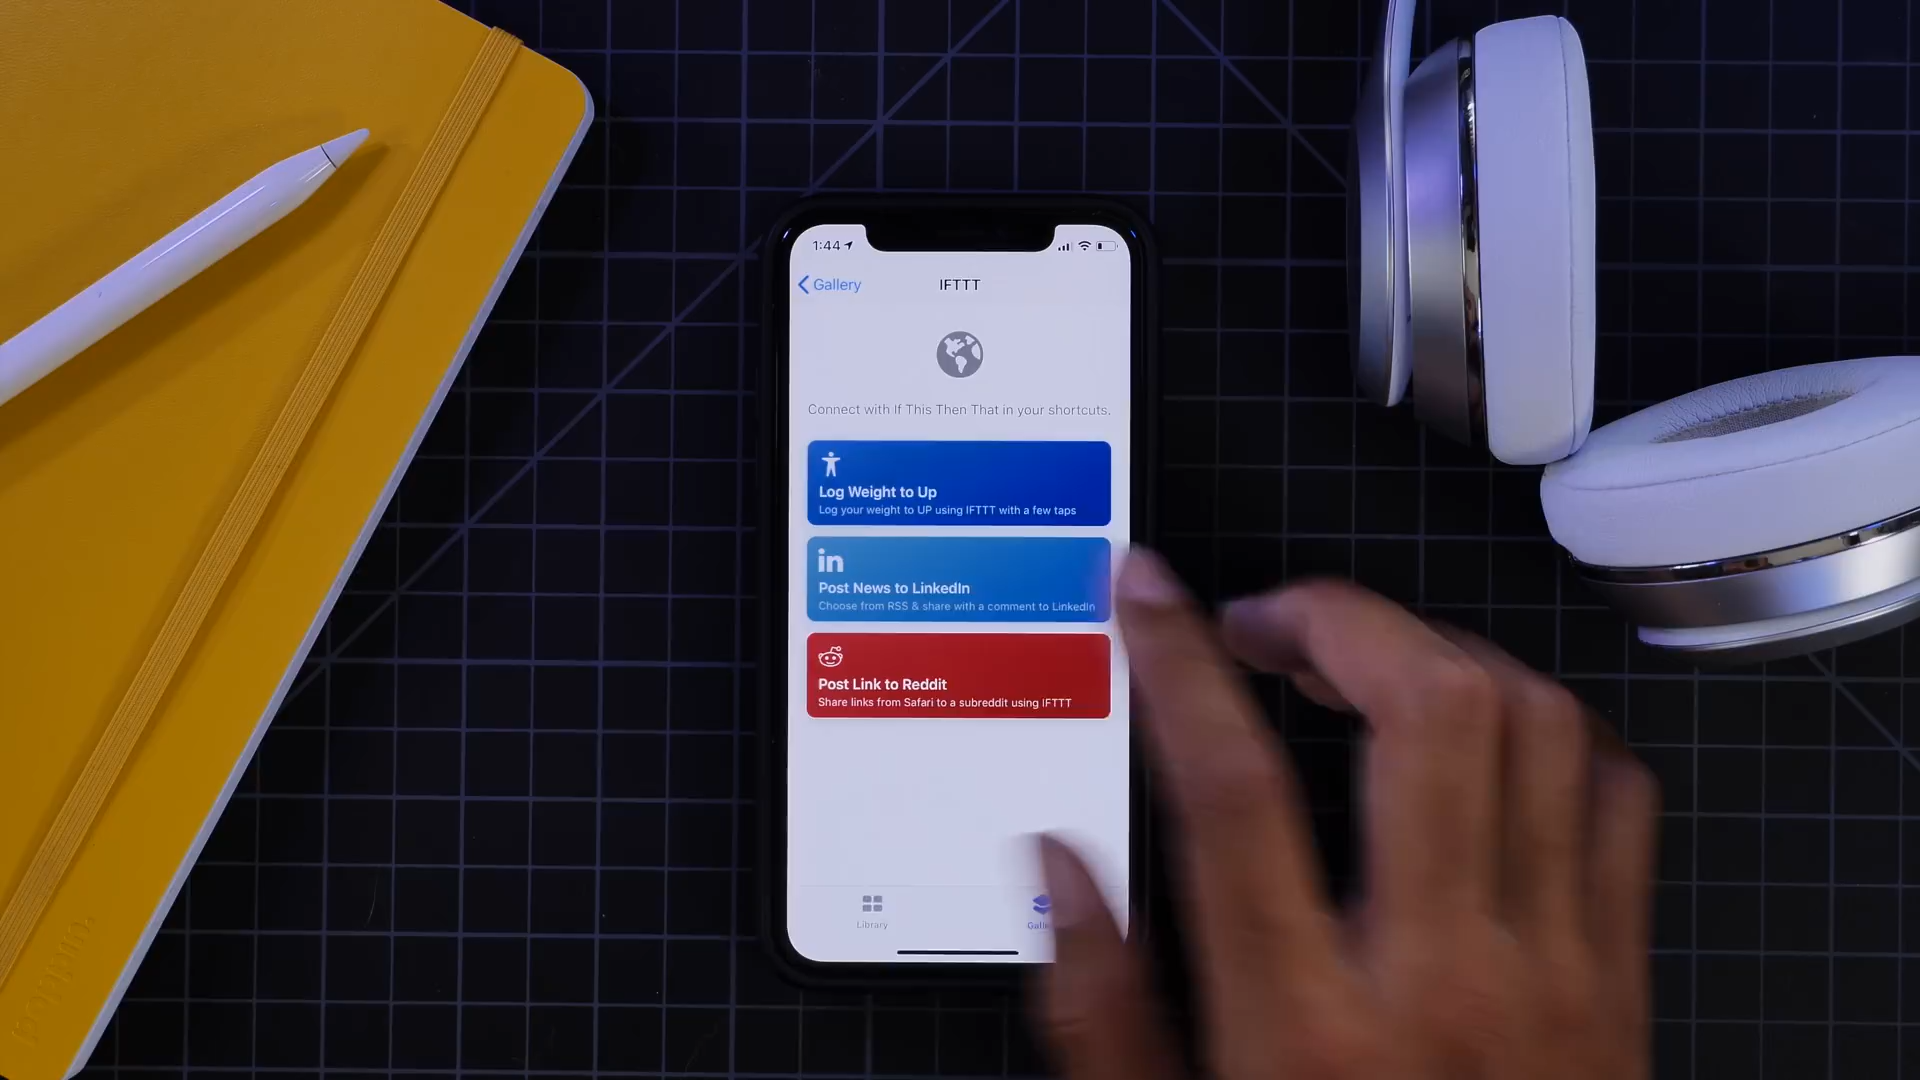 1:44
Gallery
IFTTT
Connect with If This Then That in your shortcuts.
Log Weight to Up
Log your weight to UP using IFTTT with a few taps
in
Post News to LinkedIn
Choose from RSS & share with a comment to LinkedIn
Post Link to Reddit
Share links from Safari to a subreddit using IFTTT
Library